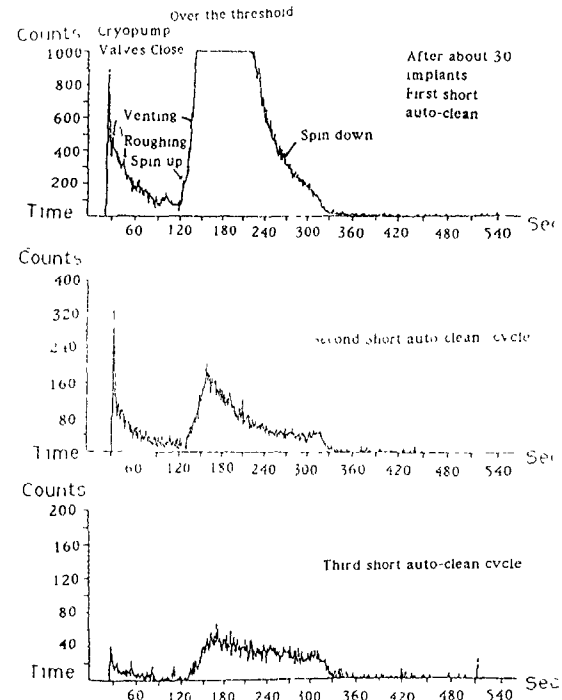 Over the threshold
Counts
Cryopump
Valves Close
1000
After about 30
implants
First short
auto-clean
800
600
Venting
400
Roughing
Spin up
Spin down
200
Time
60 120 180 240 300 360 420 480 540
Counts
400
320
second short auto clean cycle
240
160
80
Time
60 120 180 240 300 360 420 480 540
Counts
200
160
Third short auto-clean cycle
120
80
40
Time
60 120 180 240 300 360 420 480 540
Sec